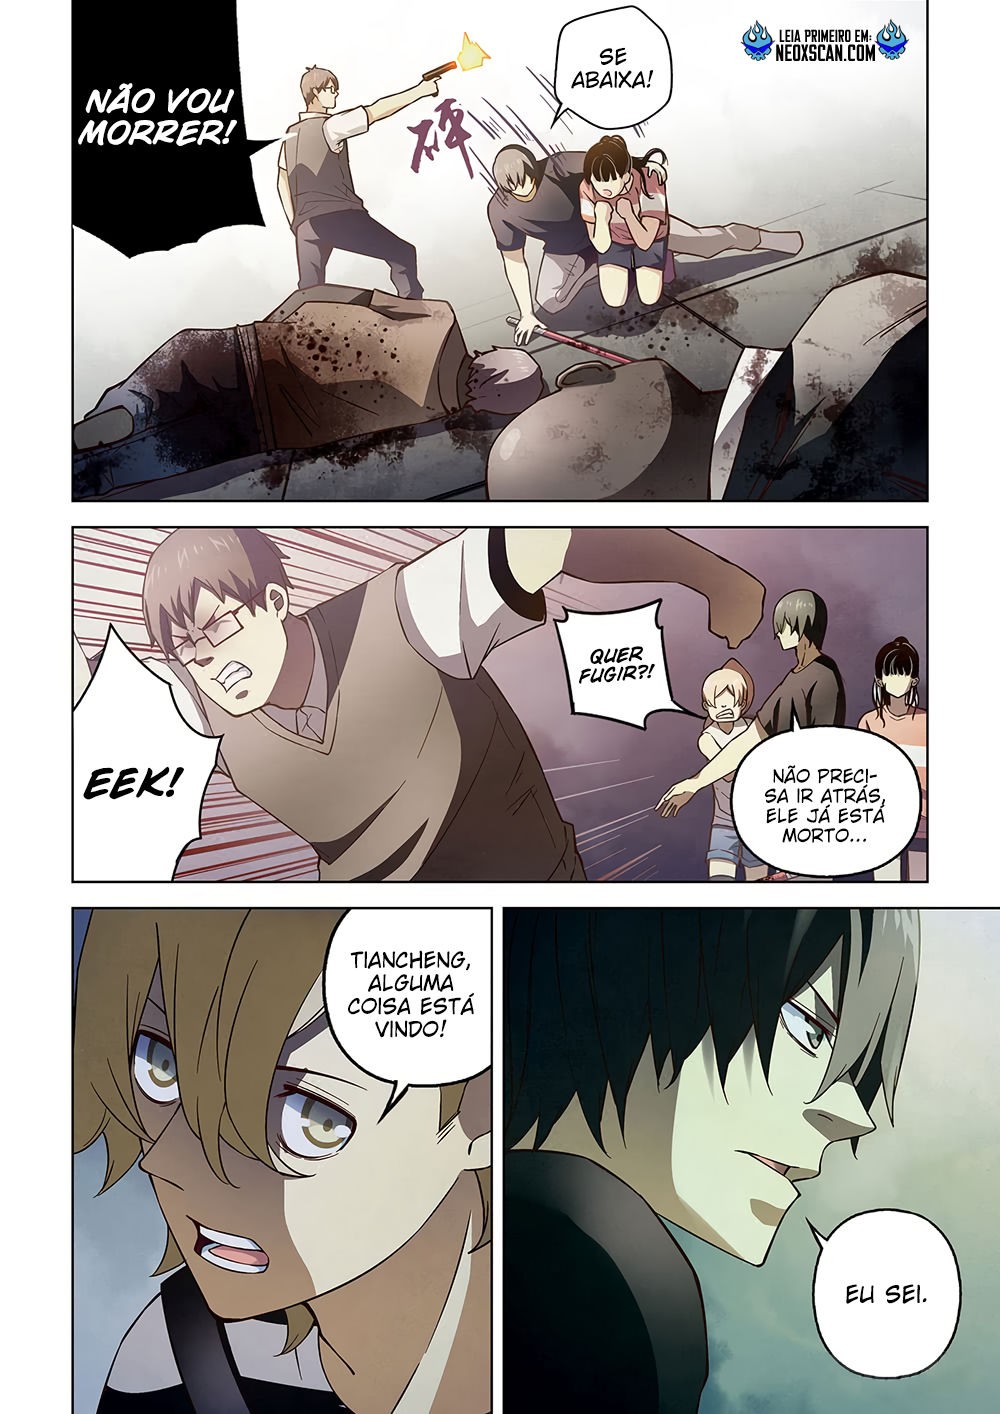 LEIA PRIMEIRO EM:
NEOXSCAN.COM
NÃO VOU
MORRER!
砰
SE
ABAIXA!
QUER
FUGIR?!
EEK!
NÃO PRECI-
SA IR ATRÁS,
ELE JÁ ESTÁ
MORTO...
TIANCHENG,
ALGUMA
COISA ESTÁ
VINDO!
EU SEI.